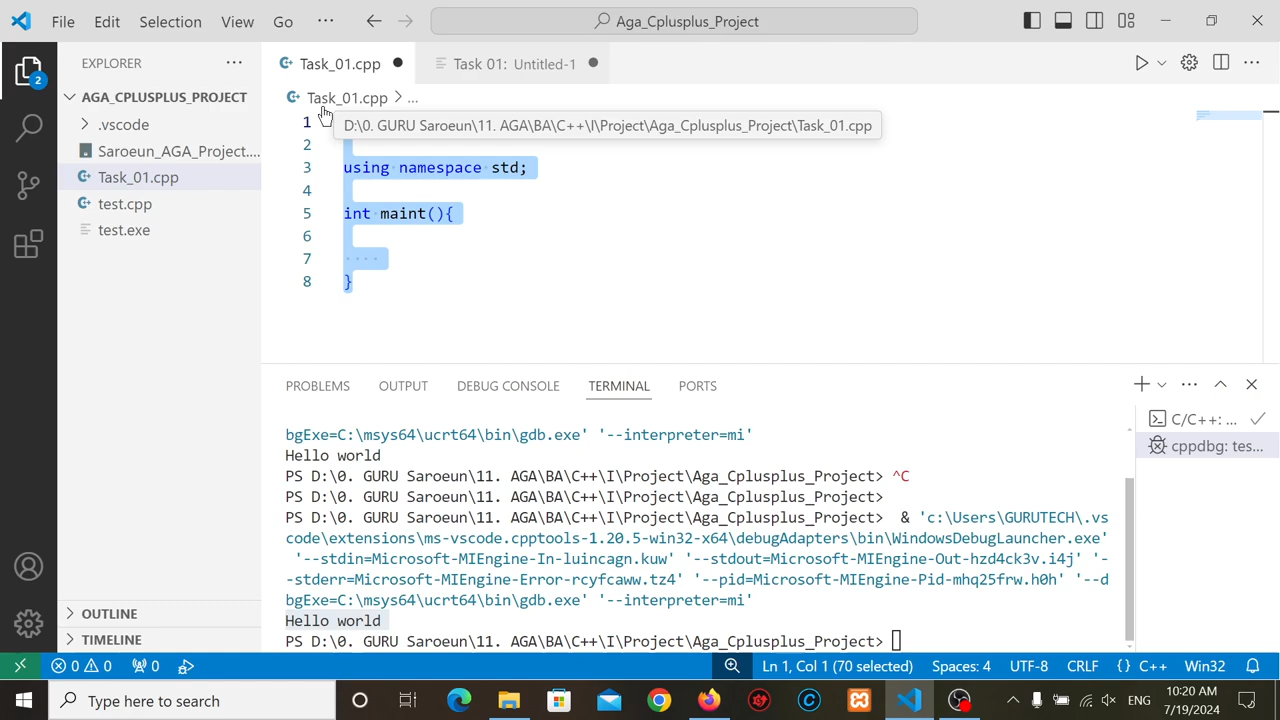 File Edit Selection View Go ··· Aga_Cplusplus_Project
EXPLORER ···
Task_01.cpp
Task 01: Untitled-1
AGA_CPLUSPLUS_PROJECT
.vscode
Saroeun_AGA_Project....
Task_01.cpp
test.cpp
test.exe
OUTLINE
TIMELINE
2
Task_01.cpp > ...
D:\0. GURU Saroeun\11. AGA\BA\C++\I\Project\Aga_Cplusplus_Project\Task_01.cpp
1
2
3 using namespace std;
4
5 int maint(){
6
7 ····
8 }
PROBLEMS OUTPUT DEBUG CONSOLE TERMINAL PORTS
bgExe=C:\msys64\ucrt64\bin\gdb.exe' '--interpreter=mi'
Hello world
PS D:\0. GURU Saroeun\11. AGA\BA\C++\I\Project\Aga_Cplusplus_Project> ^C
PS D:\0. GURU Saroeun\11. AGA\BA\C++\I\Project\Aga_Cplusplus_Project>
PS D:\0. GURU Saroeun\11. AGA\BA\C++\I\Project\Aga_Cplusplus_Project> & 'c:\Users\GURUTECH\.vs
code\extensions\ms-vscode.cpptools-1.20.5-win32-x64\debugAdapters\bin\WindowsDebugLauncher.exe'
'--stdin=Microsoft-MIEngine-In-luincagn.kuw' '--stdout=Microsoft-MIEngine-Out-hzd4ck3v.i4j' '-
-stderr=Microsoft-MIEngine-Error-rcyfcaww.tz4' '--pid=Microsoft-MIEngine-Pid-mhq25frw.h0h' '--d
bgExe=C:\msys64\ucrt64\bin\gdb.exe' '--interpreter=mi'
Hello world
PS D:\0. GURU Saroeun\11. AGA\BA\C++\I\Project\Aga_Cplusplus_Project>
C/C++: ...
cppdbg: tes...
0 0 0 Ln 1, Col 1 (70 selected) Spaces: 4 UTF-8 CRLF {} C++ Win32
Type here to search
ENG
10:20 AM
7/19/2024